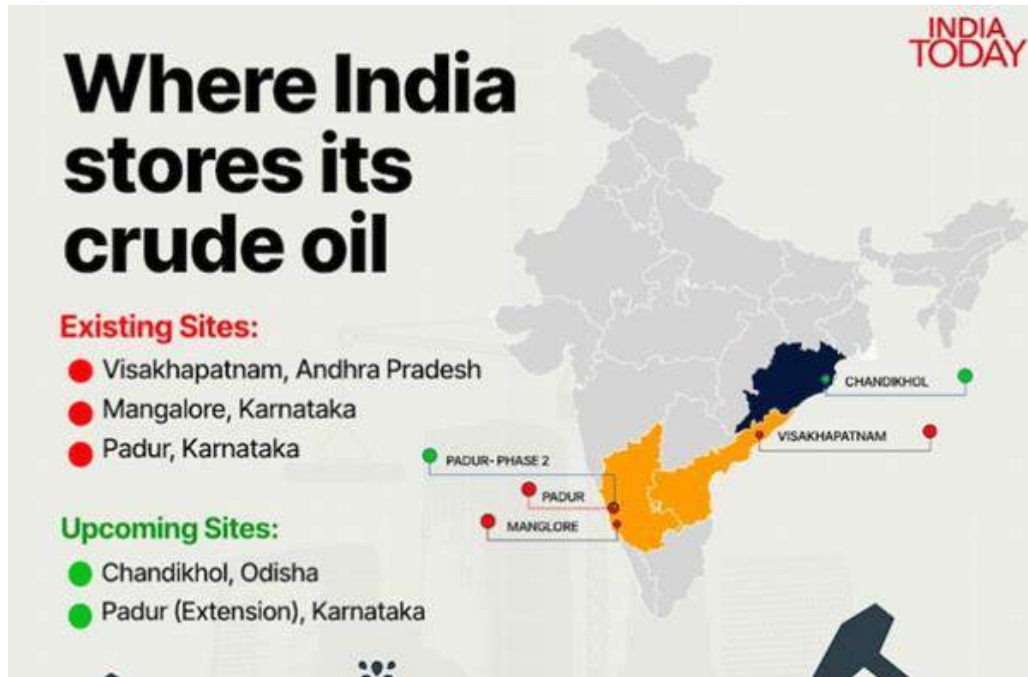 INDIA
TODAY
Where India
stores its
crude oil
Existing Sites:
Visakhapatnam, Andhra Pradesh
Mangalore, Karnataka
Padur, Karnataka
Upcoming Sites:
Chandikhol, Odisha
Padur (Extension), Karnataka
CHANDIKHOL
VISAKHAPATNAM
PADUR- PHASE 2
PADUR
MANGLORE